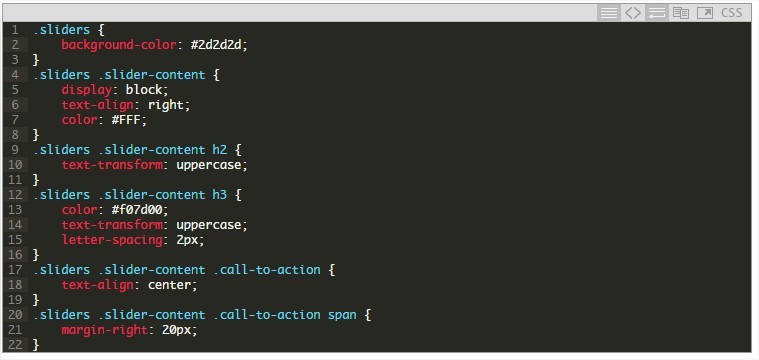 CSS
1 .sliders {
2     background-color: #2d2d2d;
3 }
4 .sliders .slider-content {
5     display: block;
6     text-align: right;
7     color: #FFF;
8 }
9 .sliders .slider-content h2 {
10     text-transform: uppercase;
11 }
12 .sliders .slider-content h3 {
13     color: #f07d00;
14     text-transform: uppercase;
15     letter-spacing: 2px;
16 }
17 .sliders .slider-content .call-to-action {
18     text-align: center;
19 }
20 .sliders .slider-content .call-to-action span {
21     margin-right: 20px;
22 }